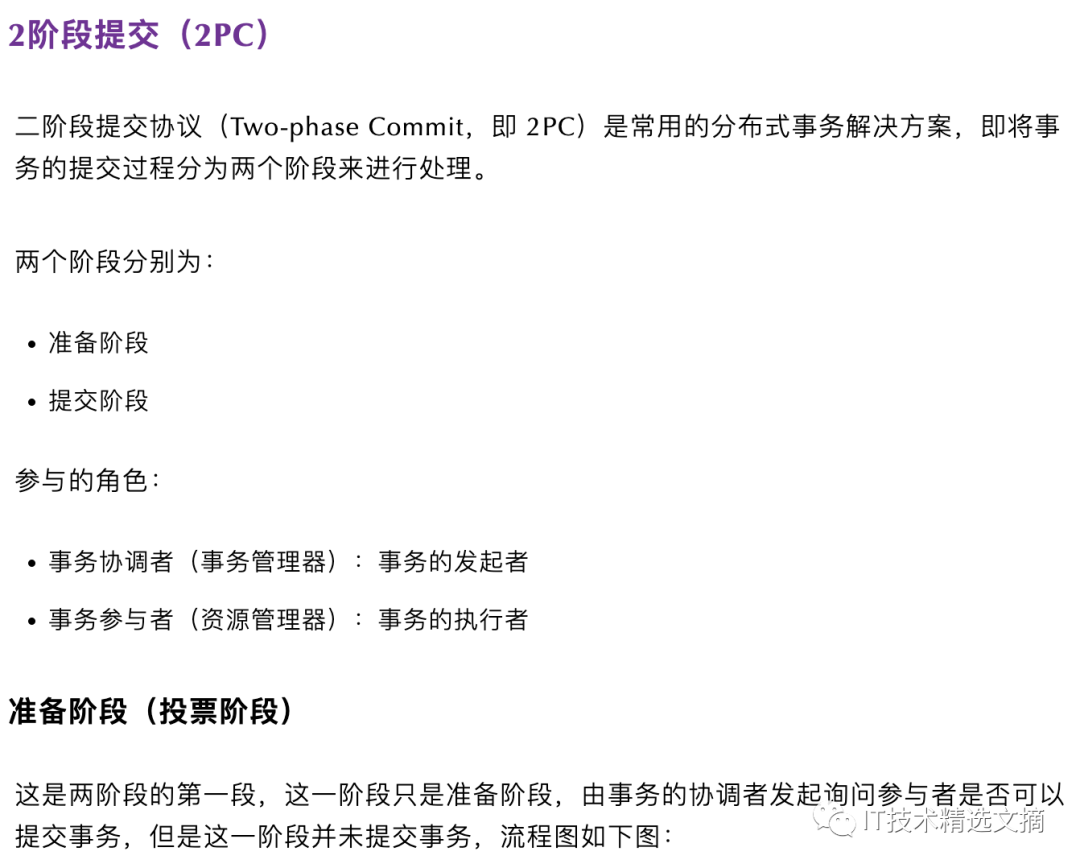 2阶段提交（2PC）
二阶段提交协议（Two-phase Commit，即 2PC）是常用的分布式事务解决方案，即将事
务的提交过程分为两个阶段来进行处理。
两个阶段分别为：
• 准备阶段
• 提交阶段
参与的角色：
• 事务协调者（事务管理器）：事务的发起者
• 事务参与者（资源管理器）：事务的执行者
准备阶段（投票阶段）
这是两阶段的第一段，这一阶段只是准备阶段，由事务的协调者发起询问参与者是否可以
提交事务，但是这一阶段并未提交事务，流程图如下图：
IT技术精选文摘